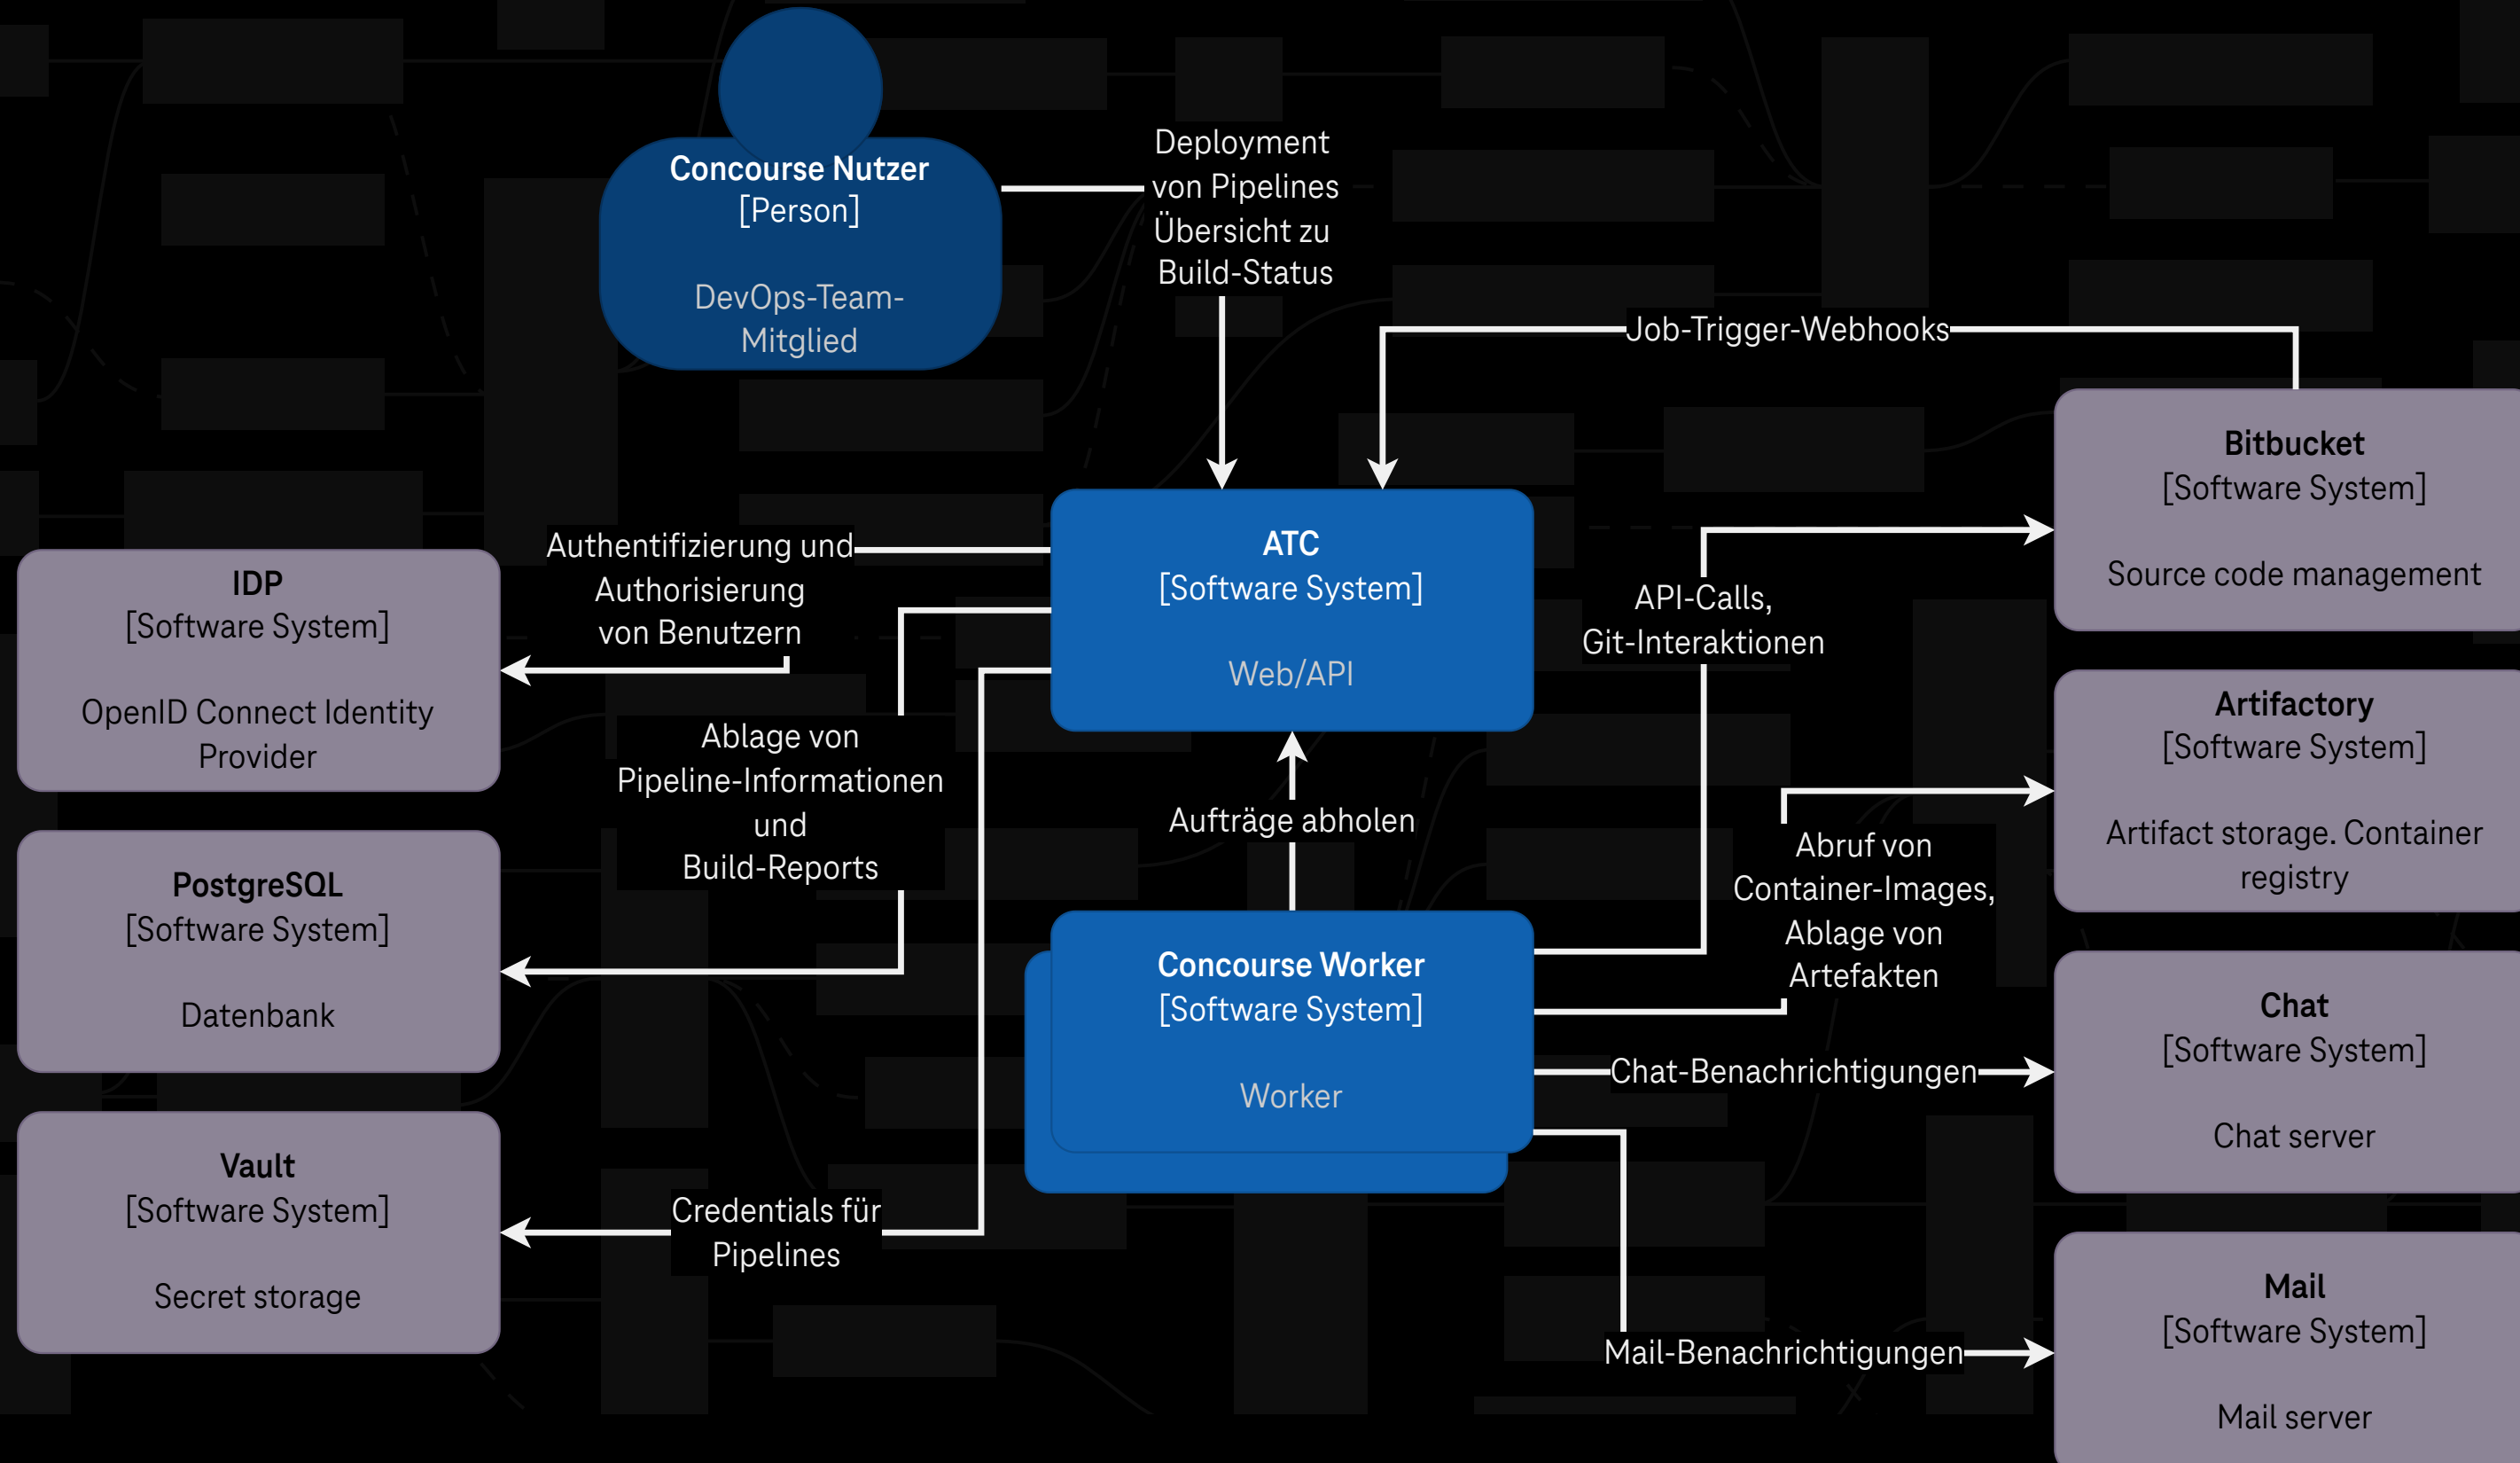 Concourse Nutzer
[Person]
DevOps-Team-
Mitglied
Deployment
von Pipelines
Übersicht zu
Build-Status
Job-Trigger-Webhooks
Bitbucket
[Software System]
Source code management
ATC
[Software System]
Web/API
Authentifizierung und
Authorisierung
von Benutzern
IDP
[Software System]
OpenID Connect Identity
Provider
API-Calls,
Git-Interaktionen
Artifactory
[Software System]
Artifact storage. Container
registry
Ablage von
Pipeline-Informationen
und
Build-Reports
Aufträge abholen
Abruf von
Container-Images,
Ablage von
Artefakten
PostgreSQL
[Software System]
Datenbank
Concourse Worker
[Software System]
Worker
Chat-Benachrichtigungen
Chat
[Software System]
Chat server
Vault
[Software System]
Secret storage
Credentials für
Pipelines
Mail-Benachrichtigungen
Mail
[Software System]
Mail server